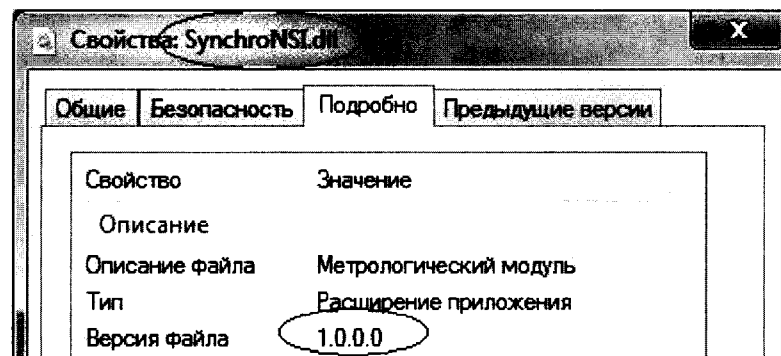 Свойства: SynchroNSI.dll
X
Общие Безопасность Подробно Предыдущие версии
Свойство Значение
Описание
Описание файла Метрологический модуль
Тип Расширение приложения
Версия файла 1.0.0.0